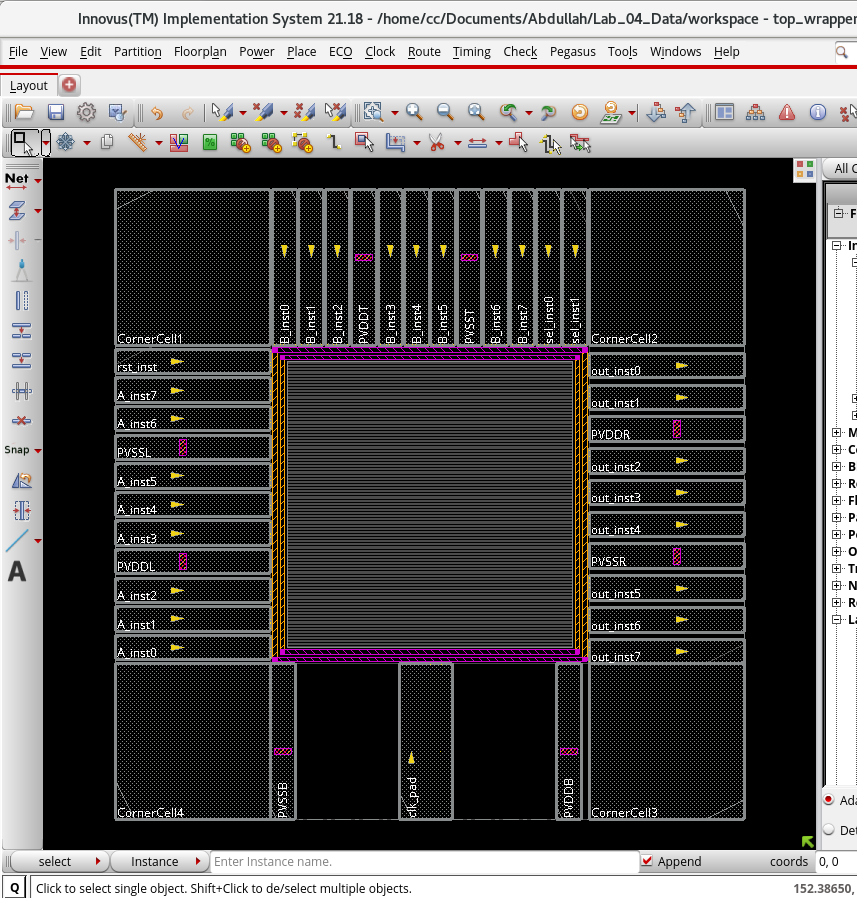 Innovus(TM) Implementation System 21.18 - /home/cc/Documents/Abdullah/Lab_04_Data/workspace - top_wrappe
File View Edit Partition Floorplan Power Place ECO Clock Route Timing Check Pegasus Tools Windows Help
Layout
Net
All C
F
In
Snap
A
B_inst0
B_inst1
B_inst2
PVDDT
B_inst3
B_inst4
B_inst5
PVSST
B_inst6
B_inst7
sel_inst0
sel_inst1
CornerCell1
CornerCell2
rst_inst
A_inst7
A_inst6
PVSSL
A_inst5
A_inst4
A_inst3
PVDDL
A_inst2
A_inst1
A_inst0
out_inst0
out_inst1
PVDDR
out_inst2
out_inst3
out_inst4
PVSSR
out_inst5
out_inst6
out_inst7
M
C
B
R
Fl
P
P
O
Tr
N
R
La
CornerCell4
PVSSB
clk_pad
PVDDB
CornerCell3
Ada
Det
select Instance Enter Instance name. Append coords 0, 0
Q Click to select single object. Shift+Click to de/select multiple objects. 152.38650,